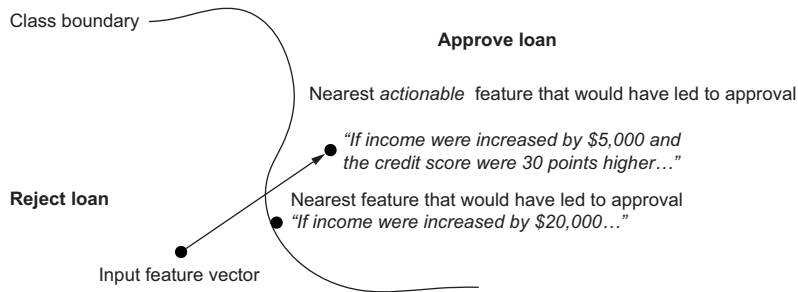 Class boundary
Approve loan
Nearest actionable feature that would have led to approval
“If income were increased by $5,000 and
the credit score were 30 points higher…”
Reject loan
Nearest feature that would have led to approval
“If income were increased by $20,000…”
Input feature vector